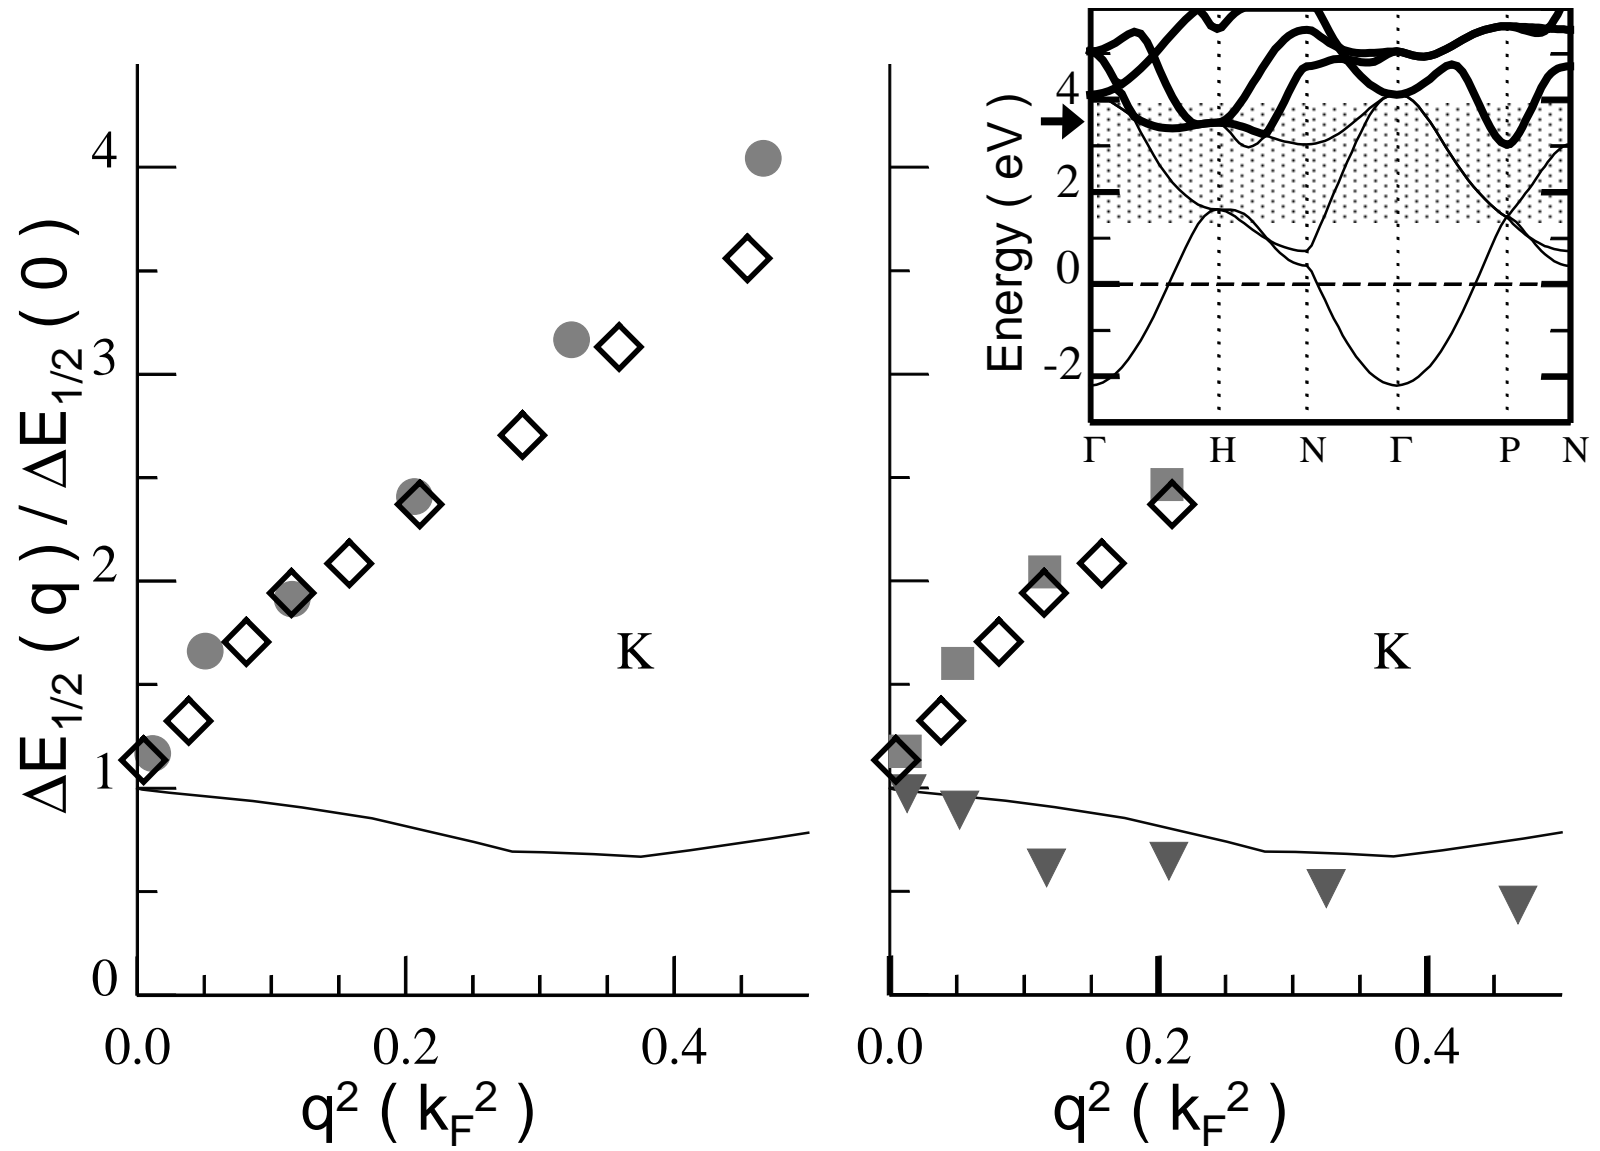 ΔE1/2 ( q ) / ΔE1/2 ( 0 )
4
3
2
1
0
0.0 0.2 0.4
q² ( kF² )
K
0.0 0.2 0.4
q² ( kF² )
K
Energy ( eV )
4
2
0
-2
Γ H N Γ P N